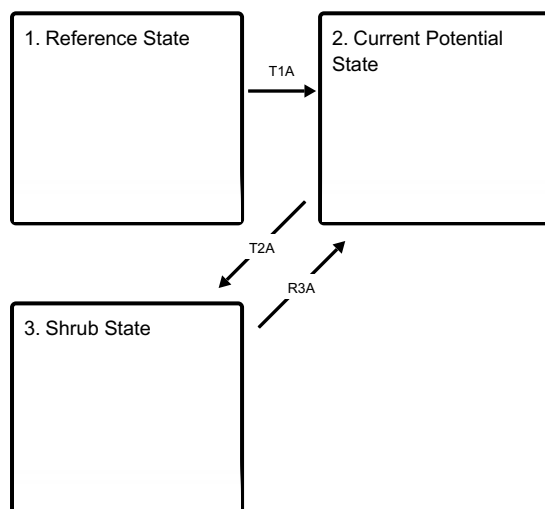 1. Reference State
2. Current Potential
State
T1A
T2A
R3A
3. Shrub State